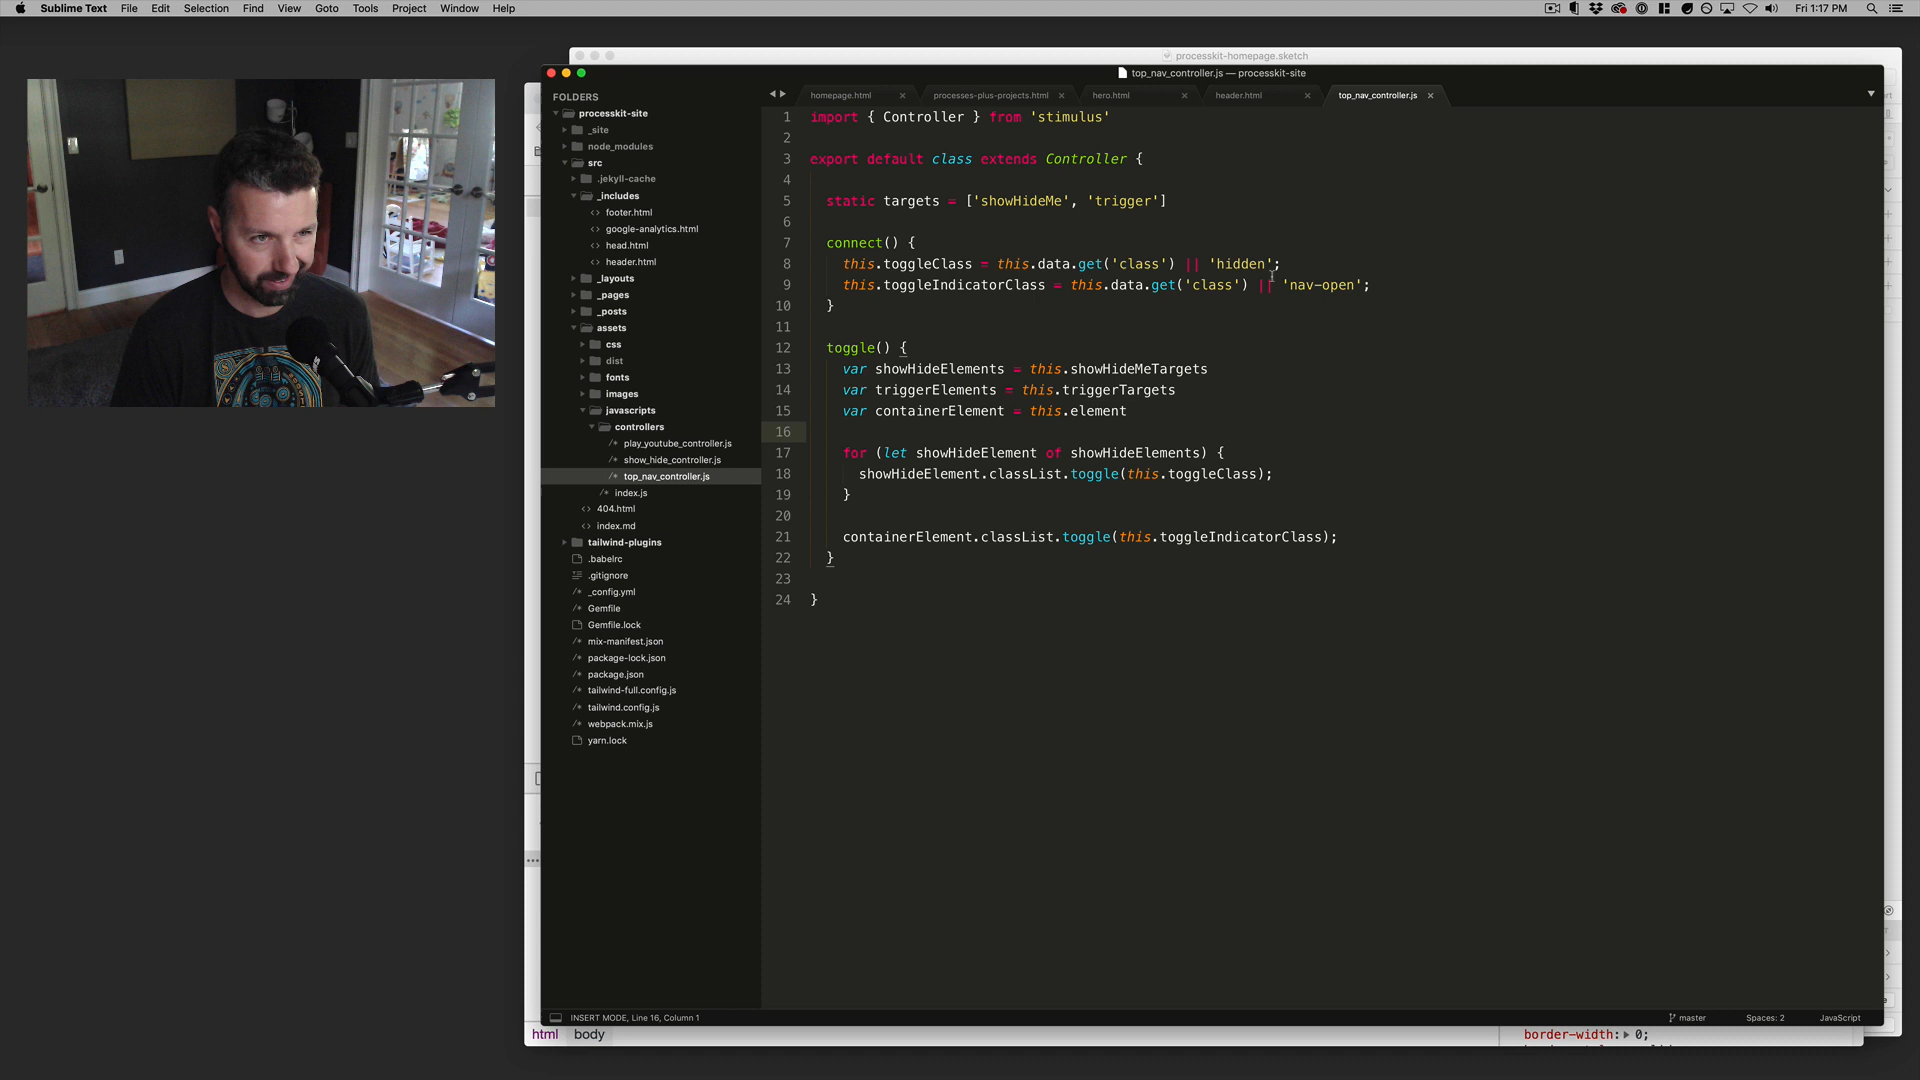 Sublime Text File Edit Selection Find View Goto Tools Project Window Help
Fri 1:17 PM
processkit-homepage.sketch
top_nav_controller.js — processkit-site
FOLDERS
processkit-site
_site
node_modules
src
.jekyll-cache
_includes
footer.html
google-analytics.html
head.html
header.html
_layouts
_pages
_posts
assets
css
dist
fonts
images
javascripts
controllers
play_youtube_controller.js
show_hide_controller.js
top_nav_controller.js
index.js
404.html
index.md
tailwind-plugins
.babelrc
.gitignore
_config.yml
Gemfile
Gemfile.lock
mix-manifest.json
package-lock.json
package.json
tailwind-full.config.js
tailwind.config.js
webpack.mix.js
yarn.lock
homepage.html
processes-plus-projects.html
hero.html
header.html
top_nav_controller.js
1 import { Controller } from 'stimulus'
2
3 export default class extends Controller {
4
5 static targets = ['showHideMe', 'trigger']
6
7 connect() {
8 this.toggleClass = this.data.get('class') || 'hidden';
9 this.toggleIndicatorClass = this.data.get('class') || 'nav-open';
10 }
11
12 toggle() {
13 var showHideElements = this.showHideMeTargets
14 var triggerElements = this.triggerTargets
15 var containerElement = this.element
16
17 for (let showHideElement of showHideElements) {
18 showHideElement.classList.toggle(this.toggleClass);
19 }
20
21 containerElement.classList.toggle(this.toggleIndicatorClass);
22 }
23
24 }
INSERT MODE, Line 16, Column 1
master
Spaces: 2
JavaScript
html body
border-width: 0;